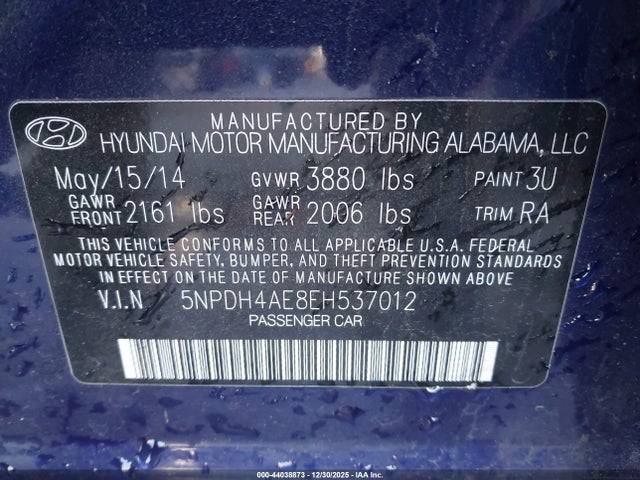 MANUFACTURED BY
HYUNDAI MOTOR MANUFACTURING ALABAMA, LLC
May/15/14 GVWR 3880 lbs PAINT 3U
GAWR FRONT 2161 lbs GAWR REAR 2006 lbs TRIM RA
THIS VEHICLE CONFORMS TO ALL APPLICABLE U.S.A. FEDERAL
MOTOR VEHICLE SAFETY, BUMPER, AND THEFT PREVENTION STANDARDS
IN EFFECT ON THE DATE OF MANUFACTURE SHOWN ABOVE
V.I.N 5NPDH4AE8EH537012
PASSENGER CAR
000-44038873 - 12/30/2025 - IAA Inc.